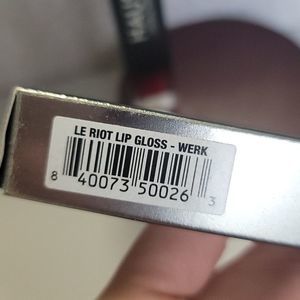 LE RIOT LIP GLOSS - WERK
8 40073 50026 3